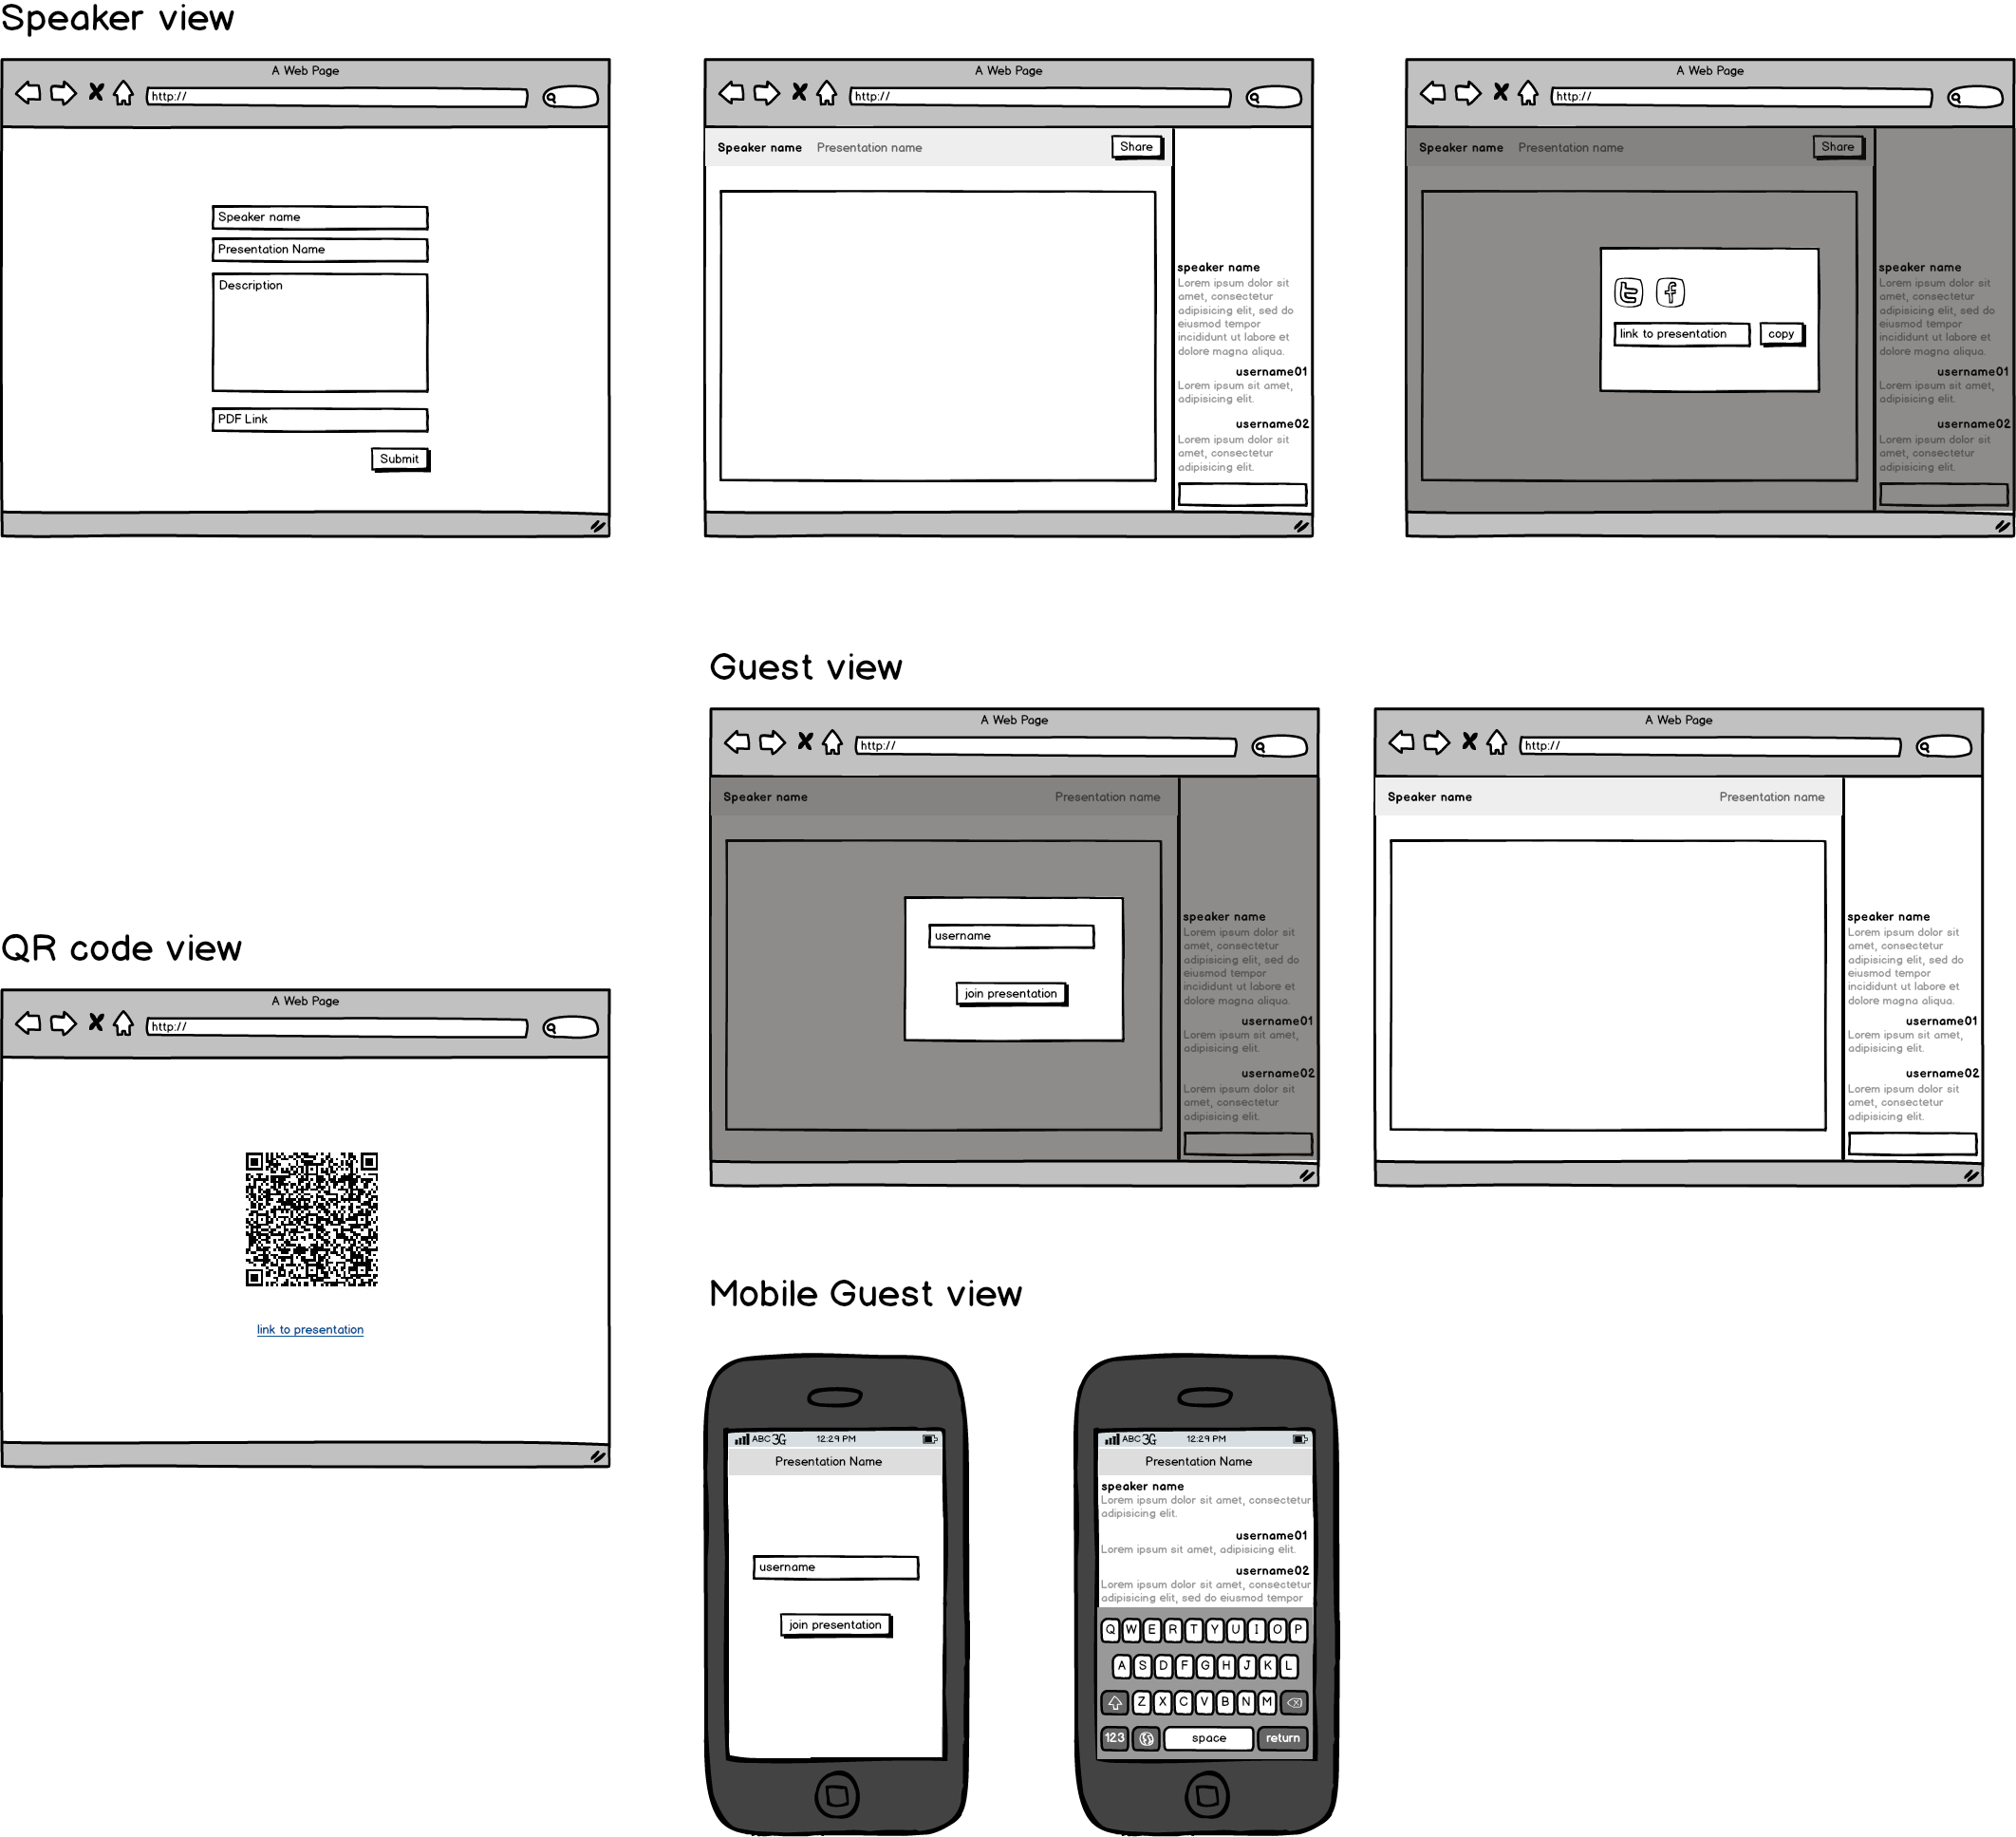 Speaker view
A Web Page
http://
Speaker name
Presentation Name
Description
PDF Link
Submit
A Web Page
http://
Speaker name Presentation name Share
speaker name
Lorem ipsum dolor sit
amet, consectetur
adipisicing elit, sed do
eiusmod tempor
incididunt ut labore et
dolore magna aliqua.
username01
Lorem ipsum sit amet,
adipisicing elit.
username02
Lorem ipsum dolor sit
amet, consectetur
adipisicing elit.
A Web Page
http://
Speaker name Presentation name Share
link to presentation copy
speaker name
Lorem ipsum dolor sit
amet, consectetur
adipisicing elit, sed do
eiusmod tempor
incididunt ut labore et
dolore magna aliqua.
username01
Lorem ipsum sit amet,
adipisicing elit.
username02
Lorem ipsum dolor sit
amet, consectetur
adipisicing elit.
Guest view
A Web Page
http://
Speaker name Presentation name
username
join presentation
speaker name
Lorem ipsum dolor sit
amet, consectetur
adipisicing elit, sed do
eiusmod tempor
incididunt ut labore et
dolore magna aliqua.
username01
Lorem ipsum sit amet,
adipisicing elit.
username02
Lorem ipsum dolor sit
amet, consectetur
adipisicing elit.
A Web Page
http://
Speaker name Presentation name
speaker name
Lorem ipsum dolor sit
amet, consectetur
adipisicing elit, sed do
eiusmod tempor
incididunt ut labore et
dolore magna aliqua.
username01
Lorem ipsum sit amet,
adipisicing elit.
username02
Lorem ipsum dolor sit
amet, consectetur
adipisicing elit.
QR code view
A Web Page
http://
link to presentation
Mobile Guest view
ABC 3G 12:29 PM
Presentation Name
username
join presentation
ABC 3G 12:29 PM
Presentation Name
speaker name
Lorem ipsum dolor sit amet, consectetur
adipisicing elit.
username01
Lorem ipsum sit amet, adipisicing elit.
username02
Lorem ipsum dolor sit amet, consectetur
adipisicing elit, sed do eiusmod tempor
Q W E R T Y U I O P
A S D F G H J K L
Z X C V B N M
123 space return